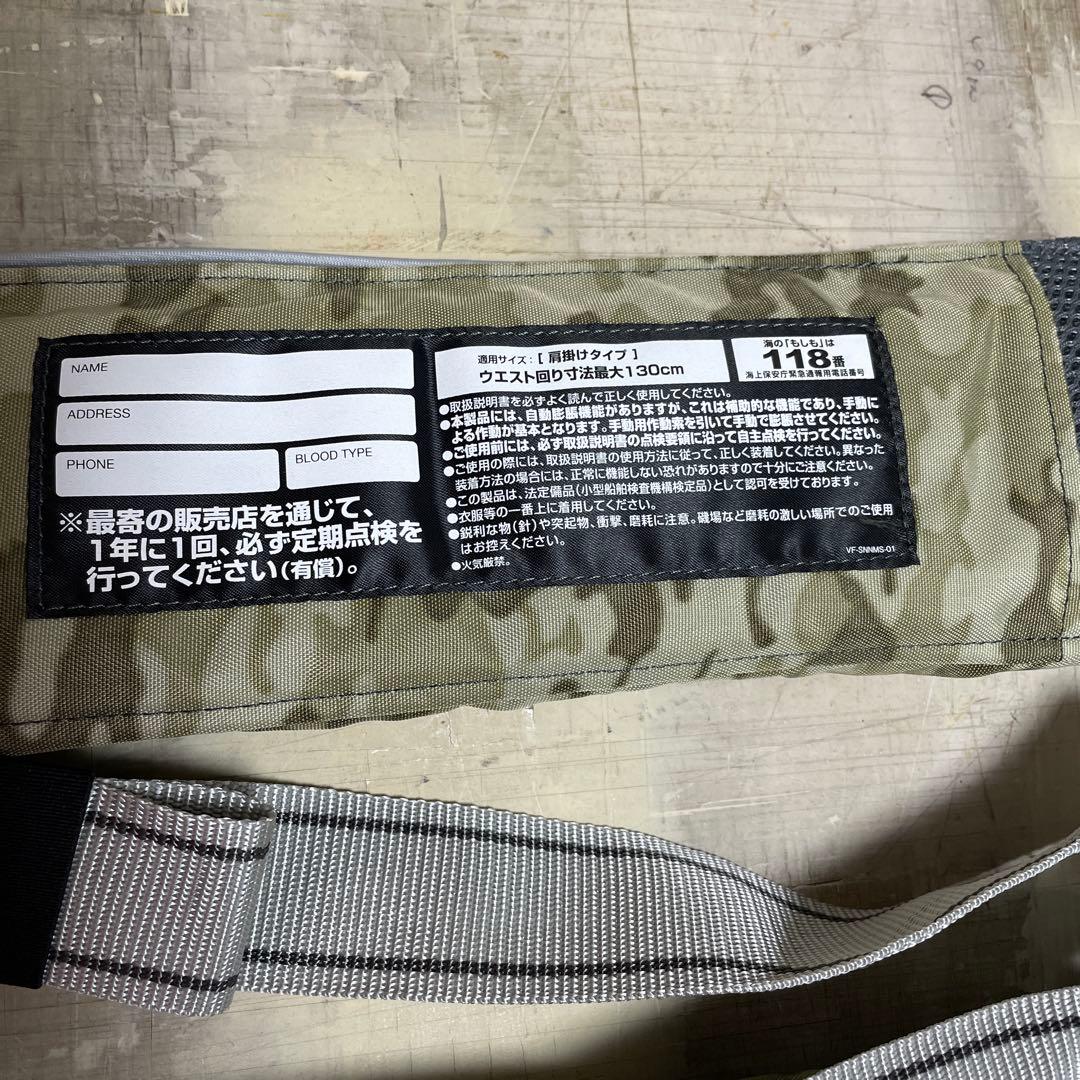 NAME
ADDRESS
PHONE
BLOOD TYPE
※最寄の販売店を通じて、
1年に1回、必ず定期点検を
行ってください(有償)。
適用サイズ:[ 肩掛けタイプ ]
ウエスト回り寸法最大130cm
海の「もしも」は
118番
海上保安庁緊急通報用電話番号
●取扱説明書を必ずよく読んで正しく使用してください。
●本製品には、自動膨脹機能がありますが、これは補助的な機能であり、手動に
よる作動が基本となります。手動用作動索を引いて手動で膨脹させてください。
●ご使用前には、必ず取扱説明書の点検要領に沿って自主点検を行ってください。
●ご使用の際には、取扱説明書の使用方法に従って、正しく装着してください。異なった
装着方法の場合には、正常に機能しない恐れがありますので十分にご注意ください。
●この製品は、法定備品(小型船舶検査機構検定品)として認可を受けております。
●衣服等の一番上に着用してください。
●鋭利な物(針)や突起物、衝撃、磨耗に注意。磯場など磨耗の激しい場所でのご使用
はお控えください。
●火気厳禁。
VF-SNNMS-01